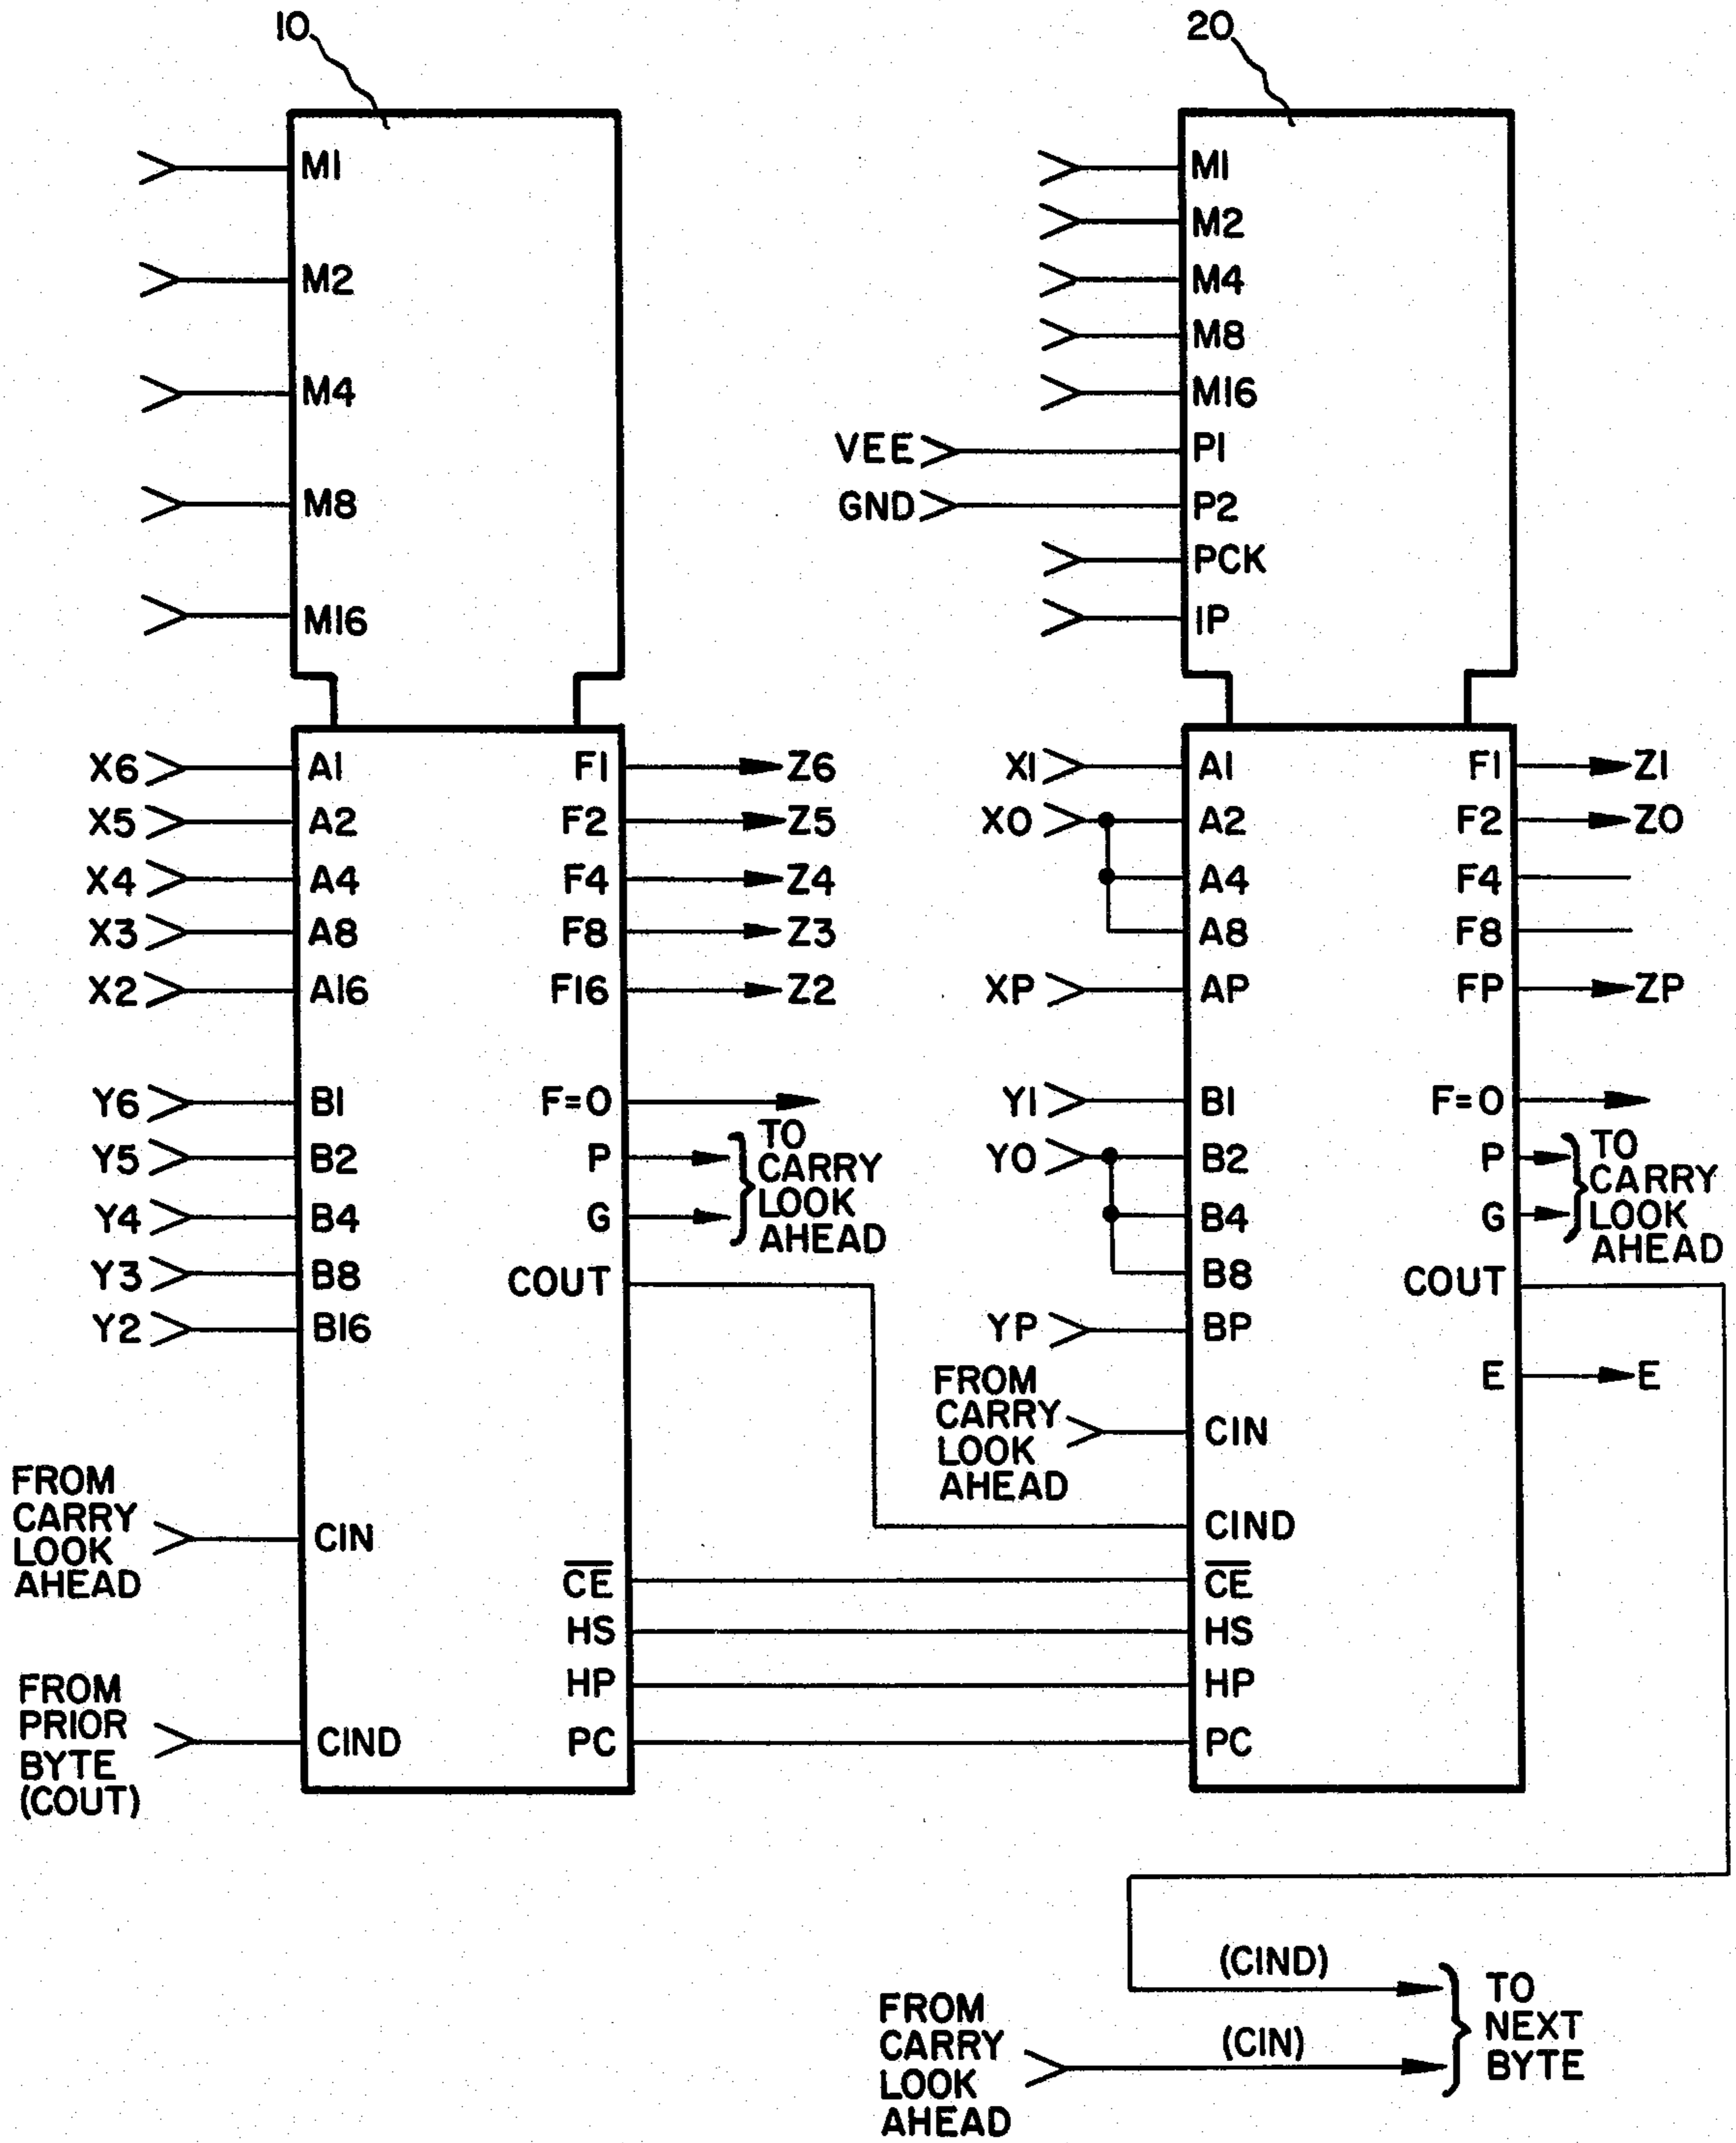 10
M1
M2
M4
M8
M16
X6
X5
X4
X3
X2
Y6
Y5
Y4
Y3
Y2
FROM
CARRY
LOOK
AHEAD
FROM
PRIOR
BYTE
(COUT)
A1
A2
A4
A8
A16
B1
B2
B4
B8
B16
CIN
CIND
F1
F2
F4
F8
F16
F=0
P
G
COUT
CE
HS
HP
PC
Z6
Z5
Z4
Z3
Z2
TO
CARRY
LOOK
AHEAD
20
VEE
GND
M1
M2
M4
M8
M16
P1
P2
PCK
IP
X1
X0
XP
Y1
Y0
YP
FROM
CARRY
LOOK
AHEAD
A1
A2
A4
A8
AP
B1
B2
B4
B8
BP
CIN
CIND
CE
HS
HP
PC
F1
F2
F4
F8
FP
F=0
P
G
COUT
E
Z1
Z0
ZP
TO
CARRY
LOOK
AHEAD
E
(CIND)
FROM
CARRY
LOOK
AHEAD
(CIN)
TO
NEXT
BYTE